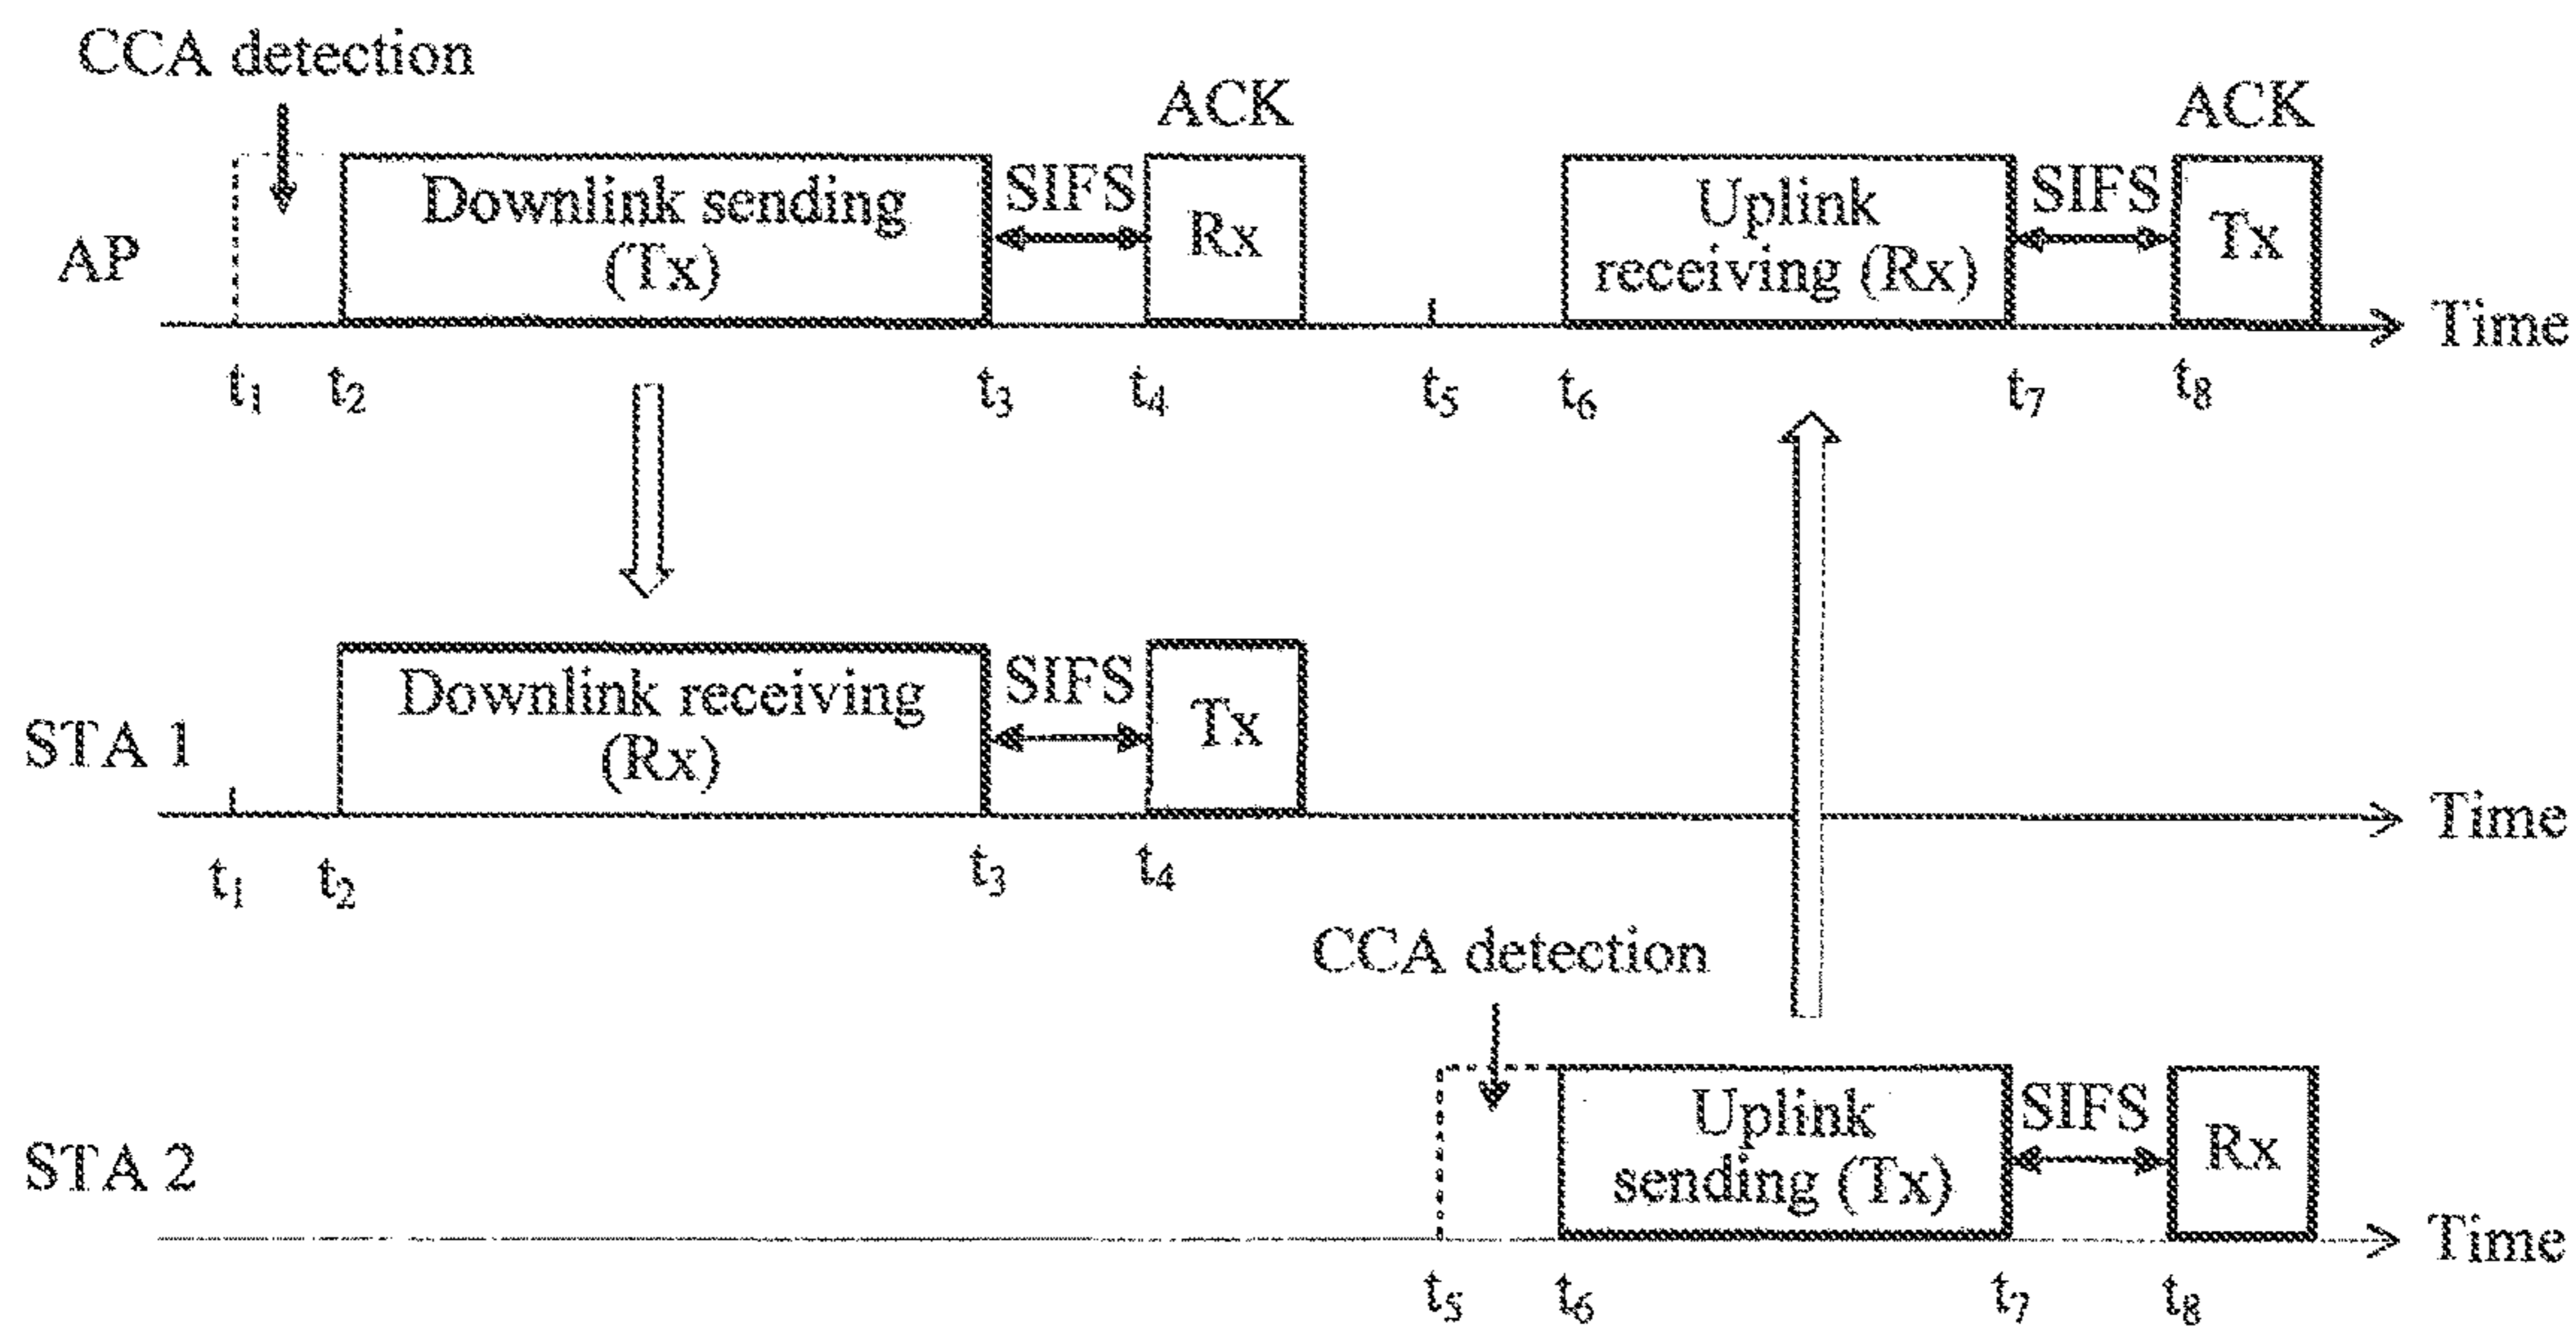 CCA detection
ACK
ACK
Downlink sending
(Tx)
SIFS
Rx
Uplink
receiving (Rx)
SIFS
Tx
AP
Time
t1
t2
t3
t4
t5
t6
t7
t8
Downlink receiving
(Rx)
SIFS
Tx
STA 1
Time
t1
t2
t3
t4
CCA detection
Uplink
sending (Tx)
SIFS
Rx
STA 2
Time
t5
t6
t7
t8